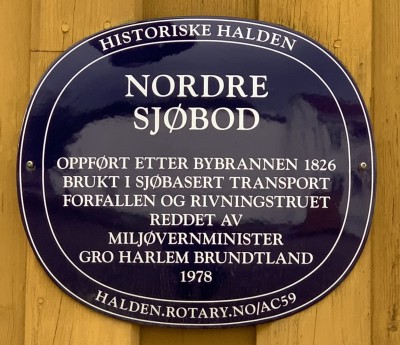 HISTORISKE HALDEN
NORDRE
SJØBOD
OPPFØRT ETTER BYBRANNEN 1826
BRUKT I SJØBASERT TRANSPORT
FORFALLEN OG RIVNINGSTRUET
REDDET AV
MILJØVERNMINISTER
GRO HARLEM BRUNDTLAND
1978
HALDEN.ROTARY.NO/AC59